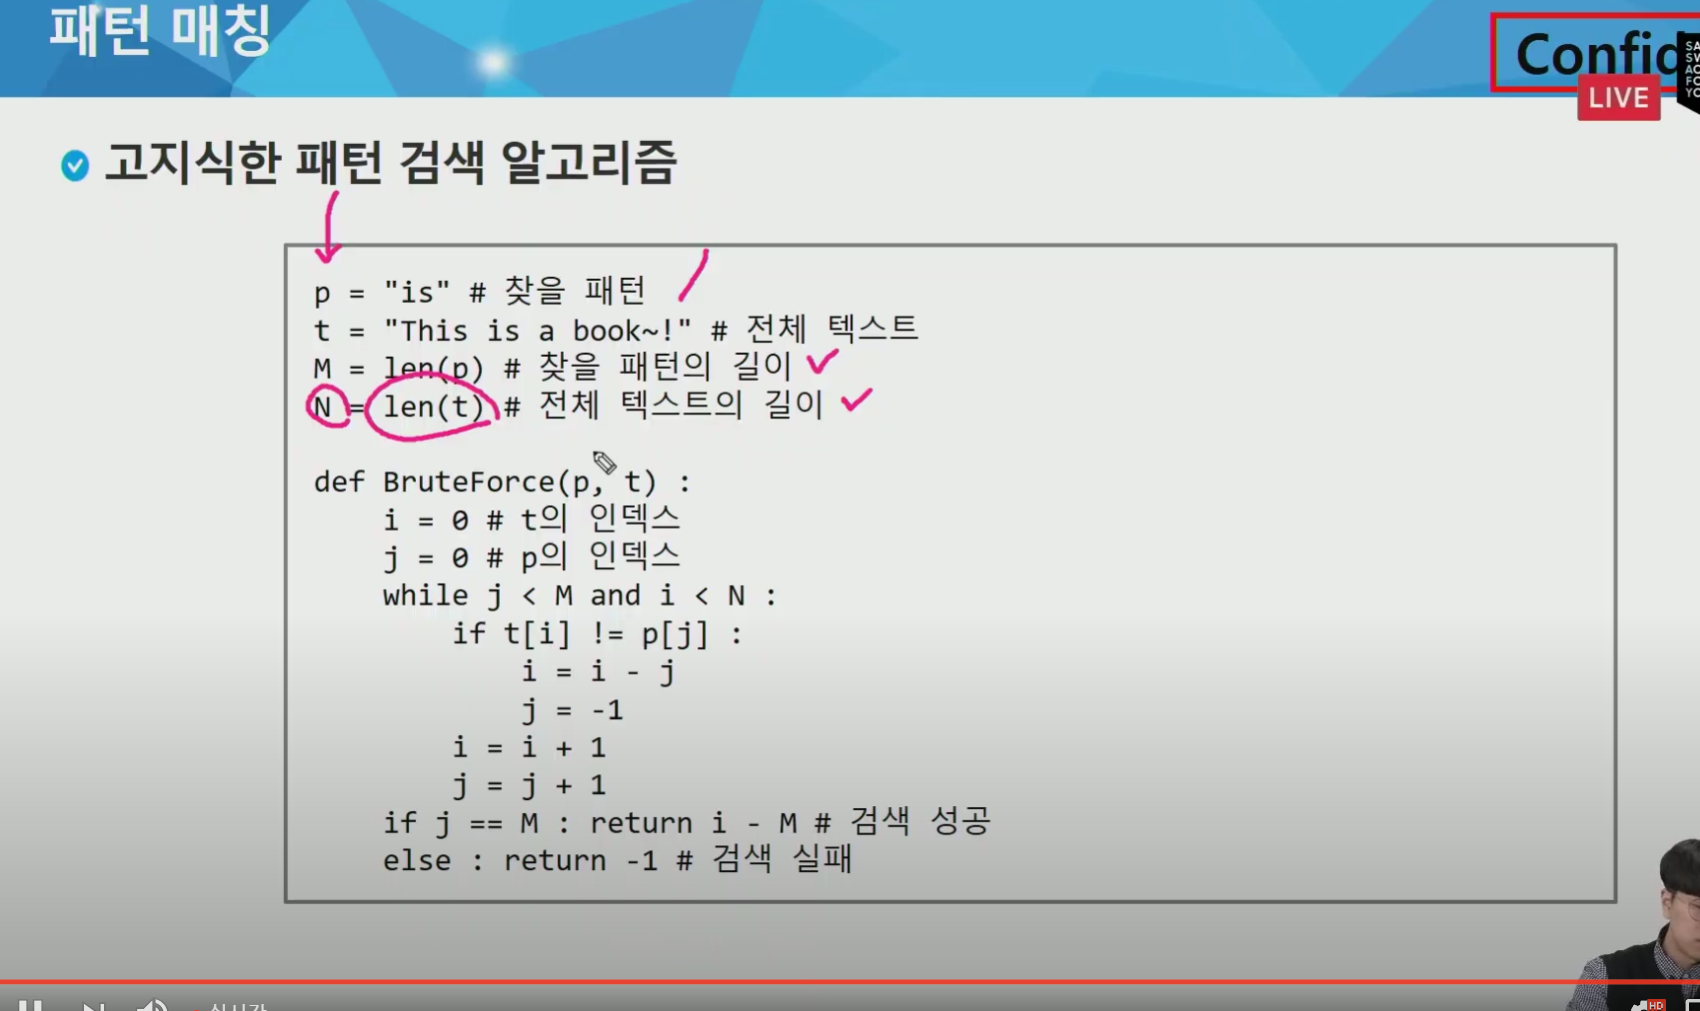 패턴 매칭
LIVE
고지식한 패턴 검색 알고리즘
p = "is" # 찾을 패턴
t = "This is a book~!" # 전체 텍스트
M = len(p) # 찾을 패턴의 길이
N = len(t) # 전체 텍스트의 길이
def BruteForce(p, t) :
i = 0 # t의 인덱스
j = 0 # p의 인덱스
while j < M and i < N :
if t[i] != p[j] :
i = i - j
j = -1
i = i + 1
j = j + 1
if j == M : return i - M # 검색 성공
else : return -1 # 검색 실패
HD